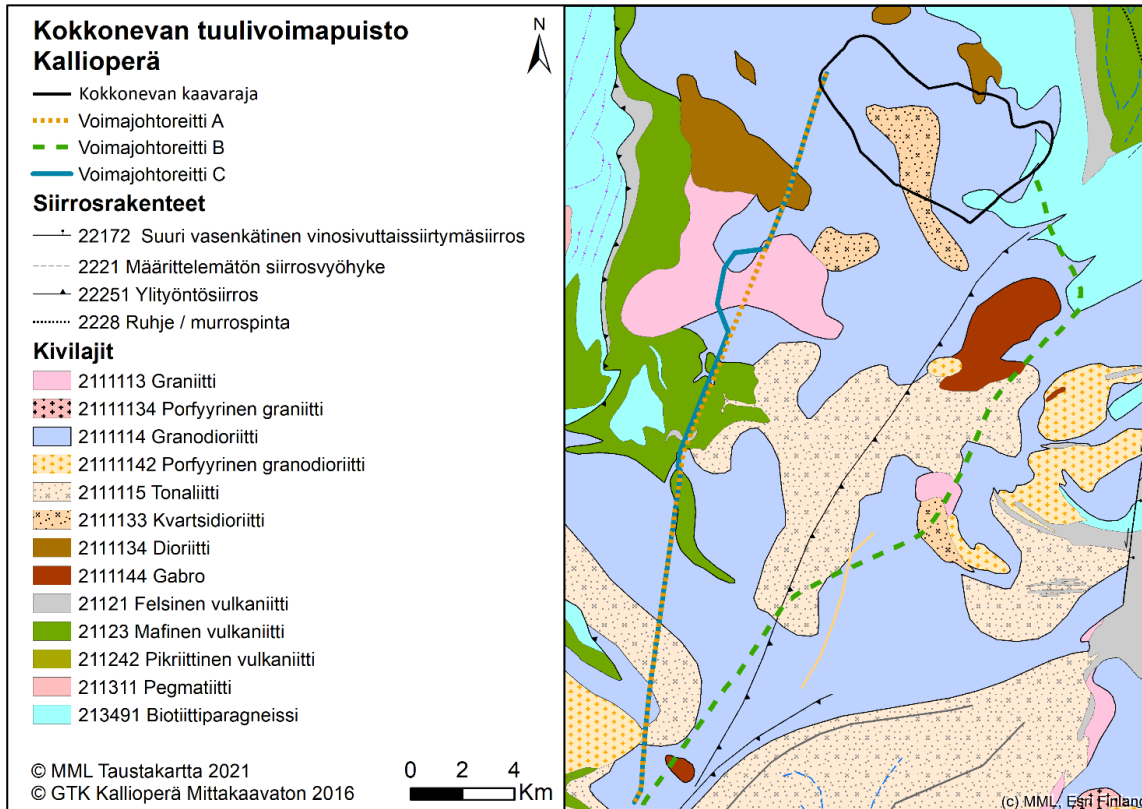 Kokkonevan tuulivoimapuisto
Kallioperä
N
Kokkonevan kaavaraja
Voimajohtoreitti A
Voimajohtoreitti B
Voimajohtoreitti C
Siirrosrakenteet
22172 Suuri vasenkätinen vinosivuttaissiirtymäsiirros
2221 Määrittelemätön siirrosvyöhyke
22251 Ylityöntösiirros
2228 Ruhje / murrospinta
Kivilajit
2111113 Graniitti
21111134 Porfyyrinen graniitti
2111114 Granodioriitti
21111142 Porfyyrinen granodioriitti
2111115 Tonaliitti
2111133 Kvartsidioriitti
2111134 Dioriitti
2111144 Gabro
21121 Felsinen vulkaniitti
21123 Mafinen vulkaniitti
211242 Pikriittinen vulkaniitti
211311 Pegmatiitti
213491 Biotiittiparagneissi
© MML Taustakartta 2021
© GTK Kallioperä Mittakaavaton 2016
0 2 4
Km
(c) MML, Esri Finland